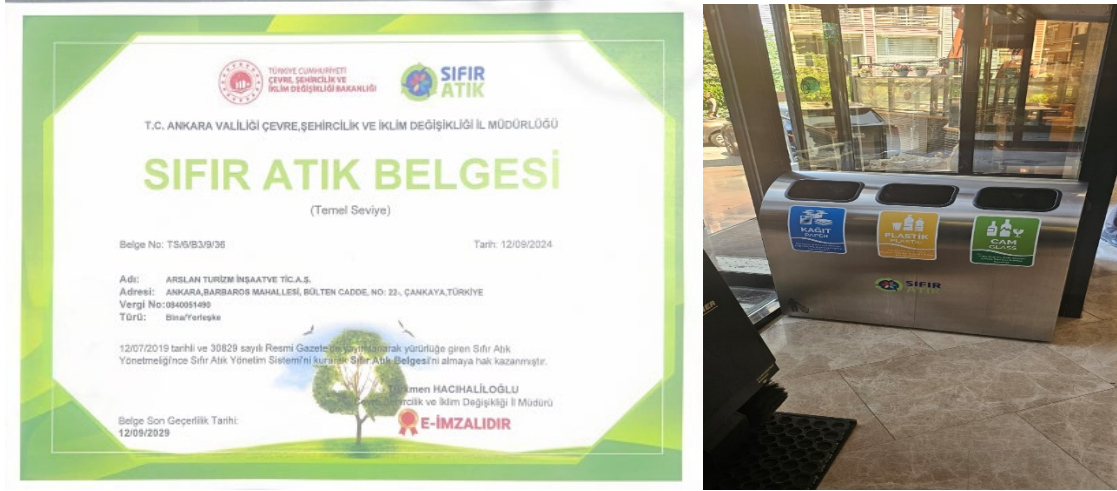 TÜRKİYE CUMHURİYETİ
ÇEVRE, ŞEHİRCİLİK VE
İKLİM DEĞİŞİKLİĞİ BAKANLIĞI
SIFIR
ATIK
T.C. ANKARA VALİLİĞİ ÇEVRE,ŞEHİRCİLİK VE İKLİM DEĞİŞİKLİĞİ İL MÜDÜRLÜĞÜ
SIFIR ATIK BELGESİ
(Temel Seviye)
Belge No: TS/6/B3/9/36
Tarih: 12/09/2024
Adı: ARSLAN TURİZM İNŞAATVE TİC.A.Ş.
Adresi: ANKARA,BARBAROS MAHALLESİ, BÜLTEN CADDE, NO: 22-, ÇANKAYA,TÜRKİYE
Vergi No: 0840051490
Türü: Bina/Yerleşke
12/07/2019 tarihli ve 30829 sayılı Resmi Gazete'de yayımlanarak yürürlüğe giren Sıfır Atık
Yönetmeliği'nce Sıfır Atık Yönetim Sistemi'ni kurarak Sıfır Atık Belgesi'ni almaya hak kazanmıştır.
HACIHALİLOĞLU
ve İklim Değişikliği İl Müdürü
E-İMZALIDIR
Belge Son Geçerlilik Tarihi:
12/09/2029
KAĞIT
PAPER
PLASTİK
PLASTIC
CAM
GLASS
SIFIR
ATIK